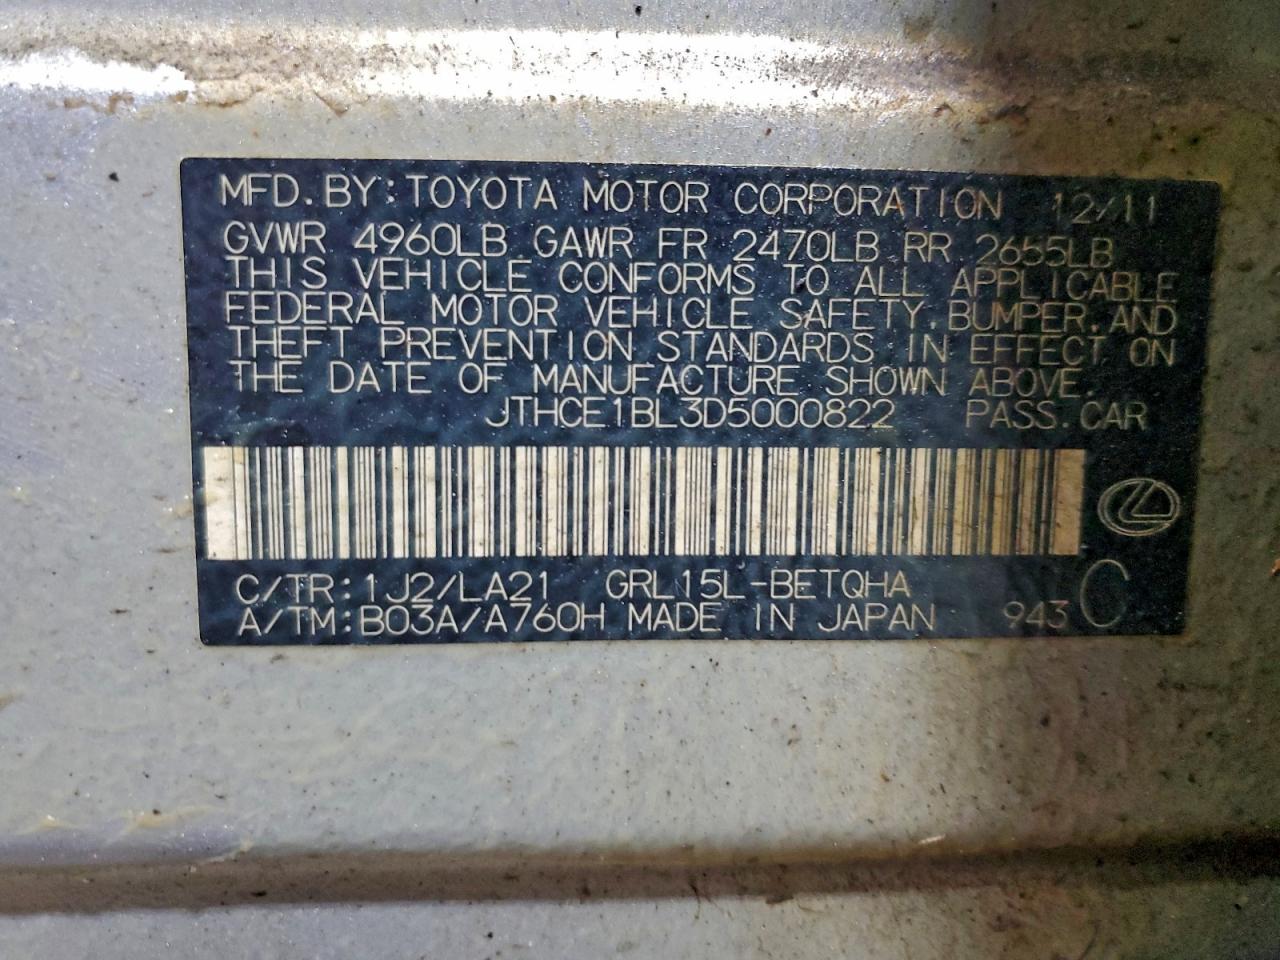 MFD. BY: TOYOTA MOTOR CORPORATION 12/11
GVWR 4960LB GAWR FR 2470LB RR 2655LB
THIS VEHICLE CONFORMS TO ALL APPLICABLE
FEDERAL MOTOR VEHICLE SAFETY, BUMPER, AND
THEFT PREVENTION STANDARDS IN EFFECT ON
THE DATE OF MANUFACTURE SHOWN ABOVE.
JTHCE1BL3D5000822 PASS. CAR
C/TR: 1J2/LA21 GRL15L-BETQHA
A/TM: B03A/A760H MADE IN JAPAN 943 C